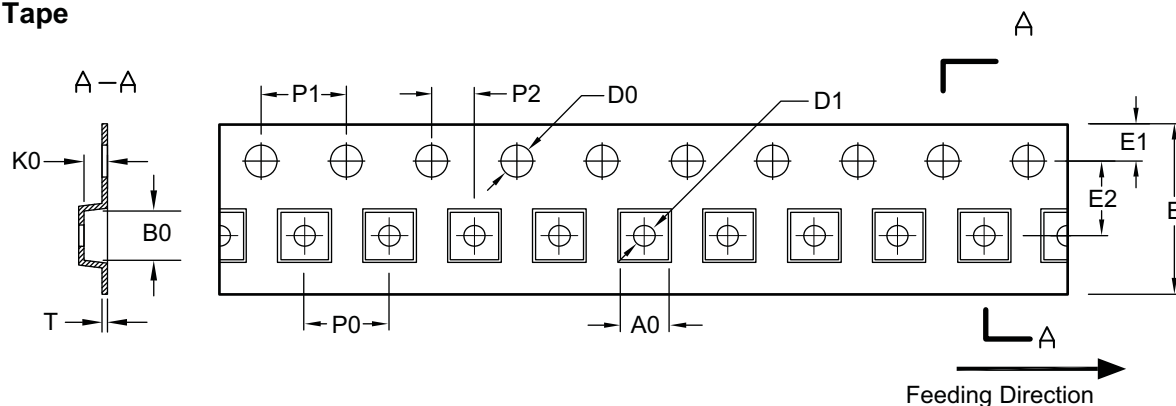 Tape
A
A-A
P1
P2
D0
D1
E1
K0
E2
E
B0
T
P0
A0
A
Feeding Direction